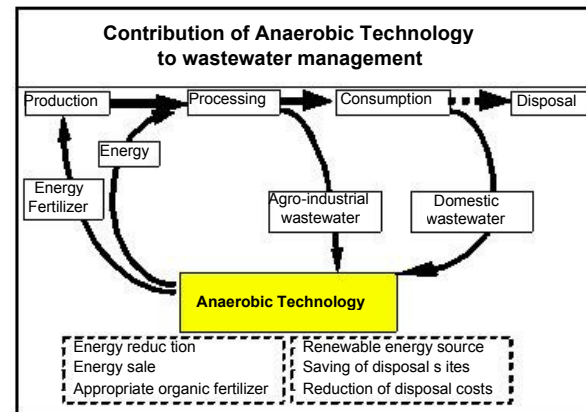 Contribution of Anaerobic Technology
to wastewater management
Production
Processing
Consumption
Disposal
Energy
Energy
Fertilizer
Agro-industrial
wastewater
Domestic
wastewater
Anaerobic Technology
Energy reduc tion
Energy sale
Appropriate organic fertilizer
Renewable energy source
Saving of disposal s ites
Reduction of disposal costs